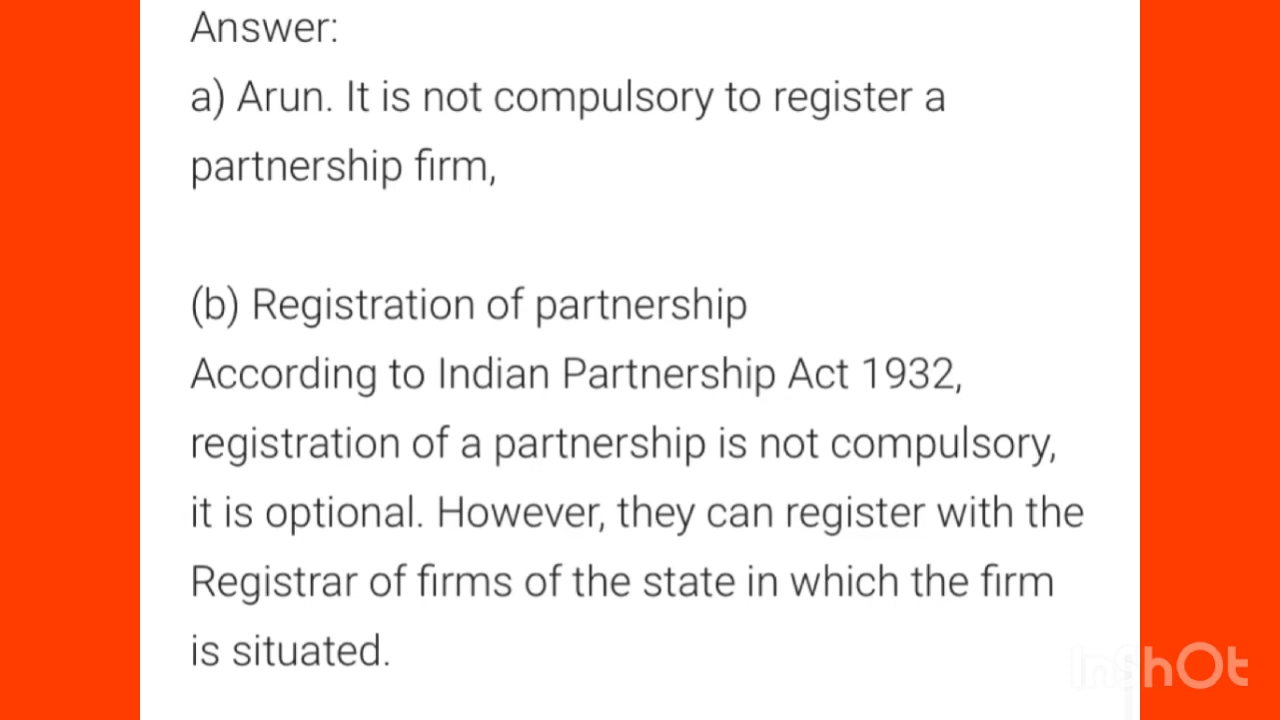 Answer:
a) Arun. It is not compulsory to register a
partnership firm,
(b) Registration of partnership
According to Indian Partnership Act 1932,
registration of a partnership is not compulsory,
it is optional. However, they can register with the
Registrar of firms of the state in which the firm
is situated.
InShOt